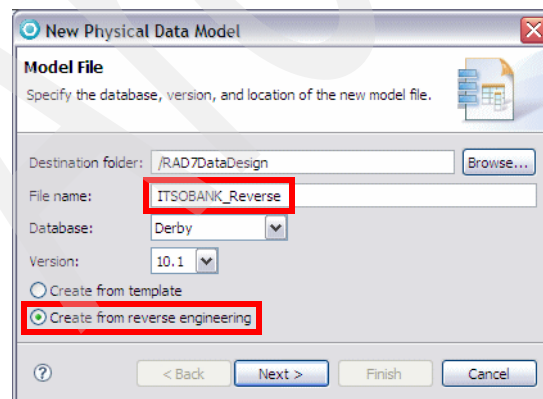 New Physical Data Model
Model File
Specify the database, version, and location of the new model file.
Destination folder: /RAD7DataDesign Browse...
File name: ITSOBANK_Reverse
Database: Derby
Version: 10.1
Create from template
Create from reverse engineering
? < Back Next > Finish Cancel